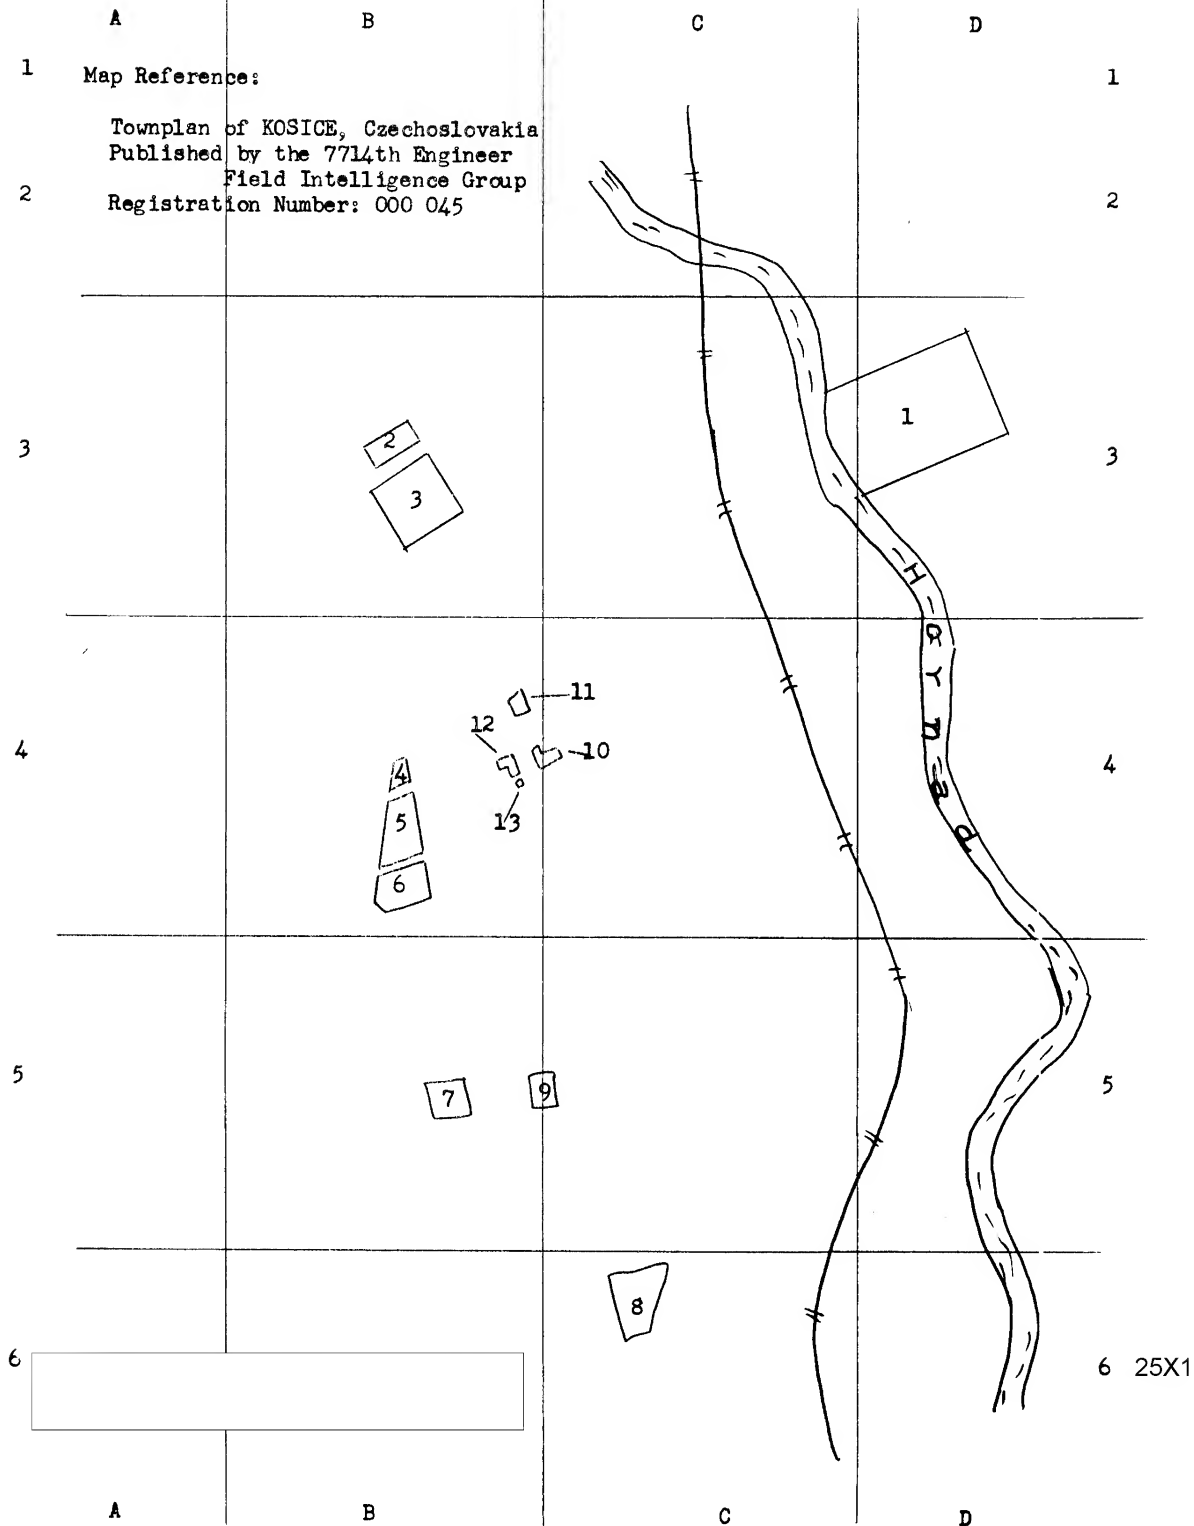 A B C D
1 Map Reference: 1
Townplan of KOSICE, Czechoslovakia
Published by the 7714th Engineer
Field Intelligence Group
2 Registration Number: 000 045 2
1
2
3 3
3
H
o
r
n
a
d
11
12
4 10 4
4
13
5
6
5 5
7 9
8
6 6 25X1
A B C D